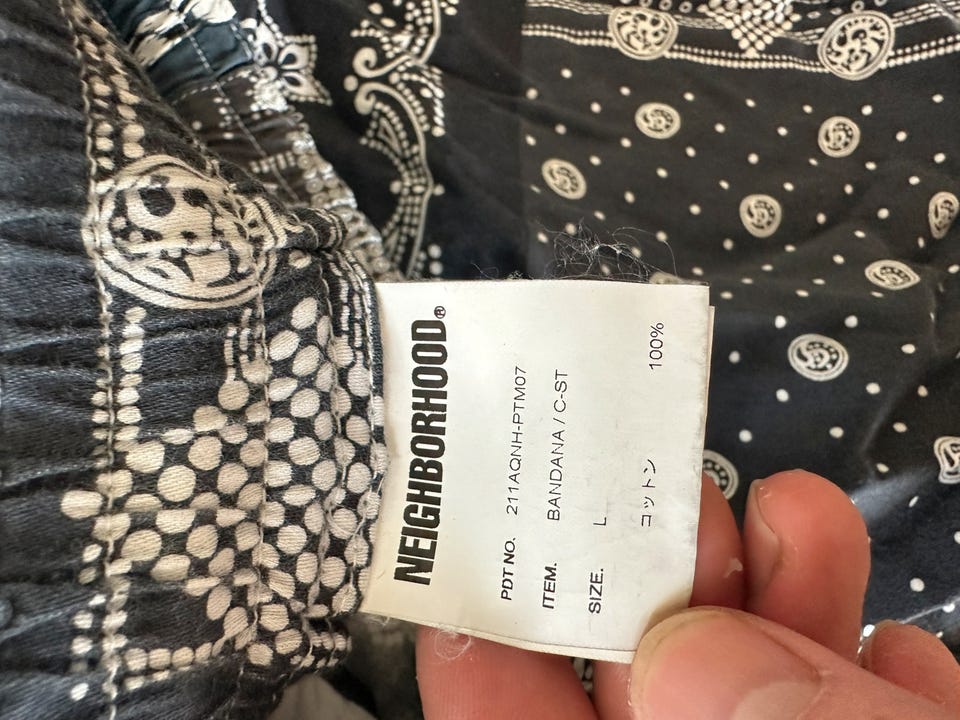 NEIGHBORHOOD®
PDT NO. 211AQNH-PTM07
ITEM. BANDANA / C-ST
SIZE. L
コットン 100%